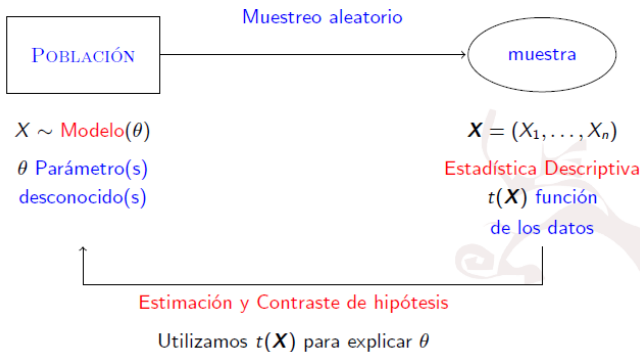 Muestreo aleatorio
Población
muestra
X ∼ Modelo(θ)
θ Parámetro(s)
desconocido(s)
X = (X₁, . . . , Xₙ)
Estadística Descriptiva
t(X) función
de los datos
Estimación y Contraste de hipótesis
Utilizamos t(X) para explicar θ